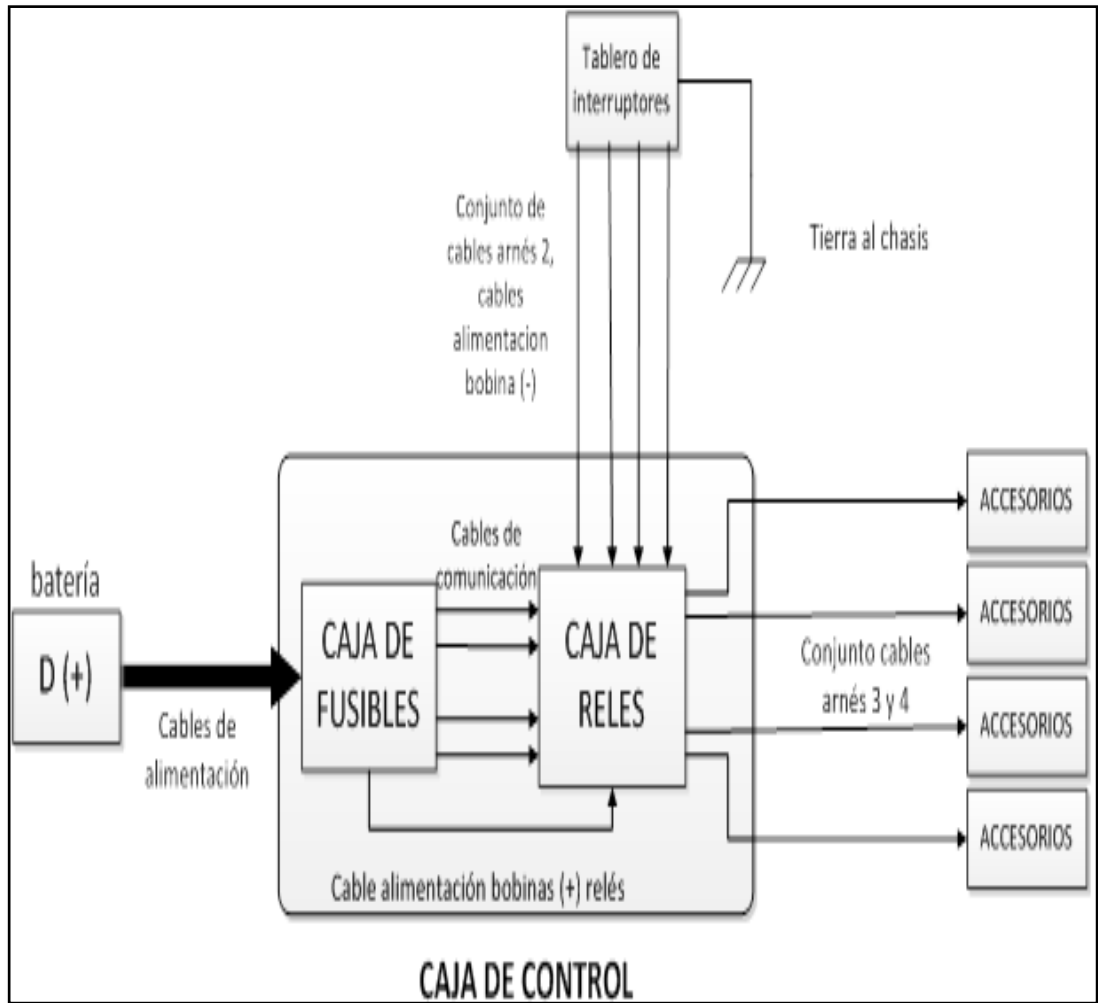 Tablero de
interruptores
Conjunto de
cables arnés 2,
cables
alimentacion
bobina (-)
Tierra al chasis
batería
D (+)
Cables de
alimentación
Cables de
comunicación
CAJA DE
FUSIBLES
CAJA DE
RELES
Cable alimentación bobinas (+) relés
Conjunto cables
arnés 3 y 4
ACCESORIOS
ACCESORIOS
ACCESORIOS
ACCESORIOS
CAJA DE CONTROL